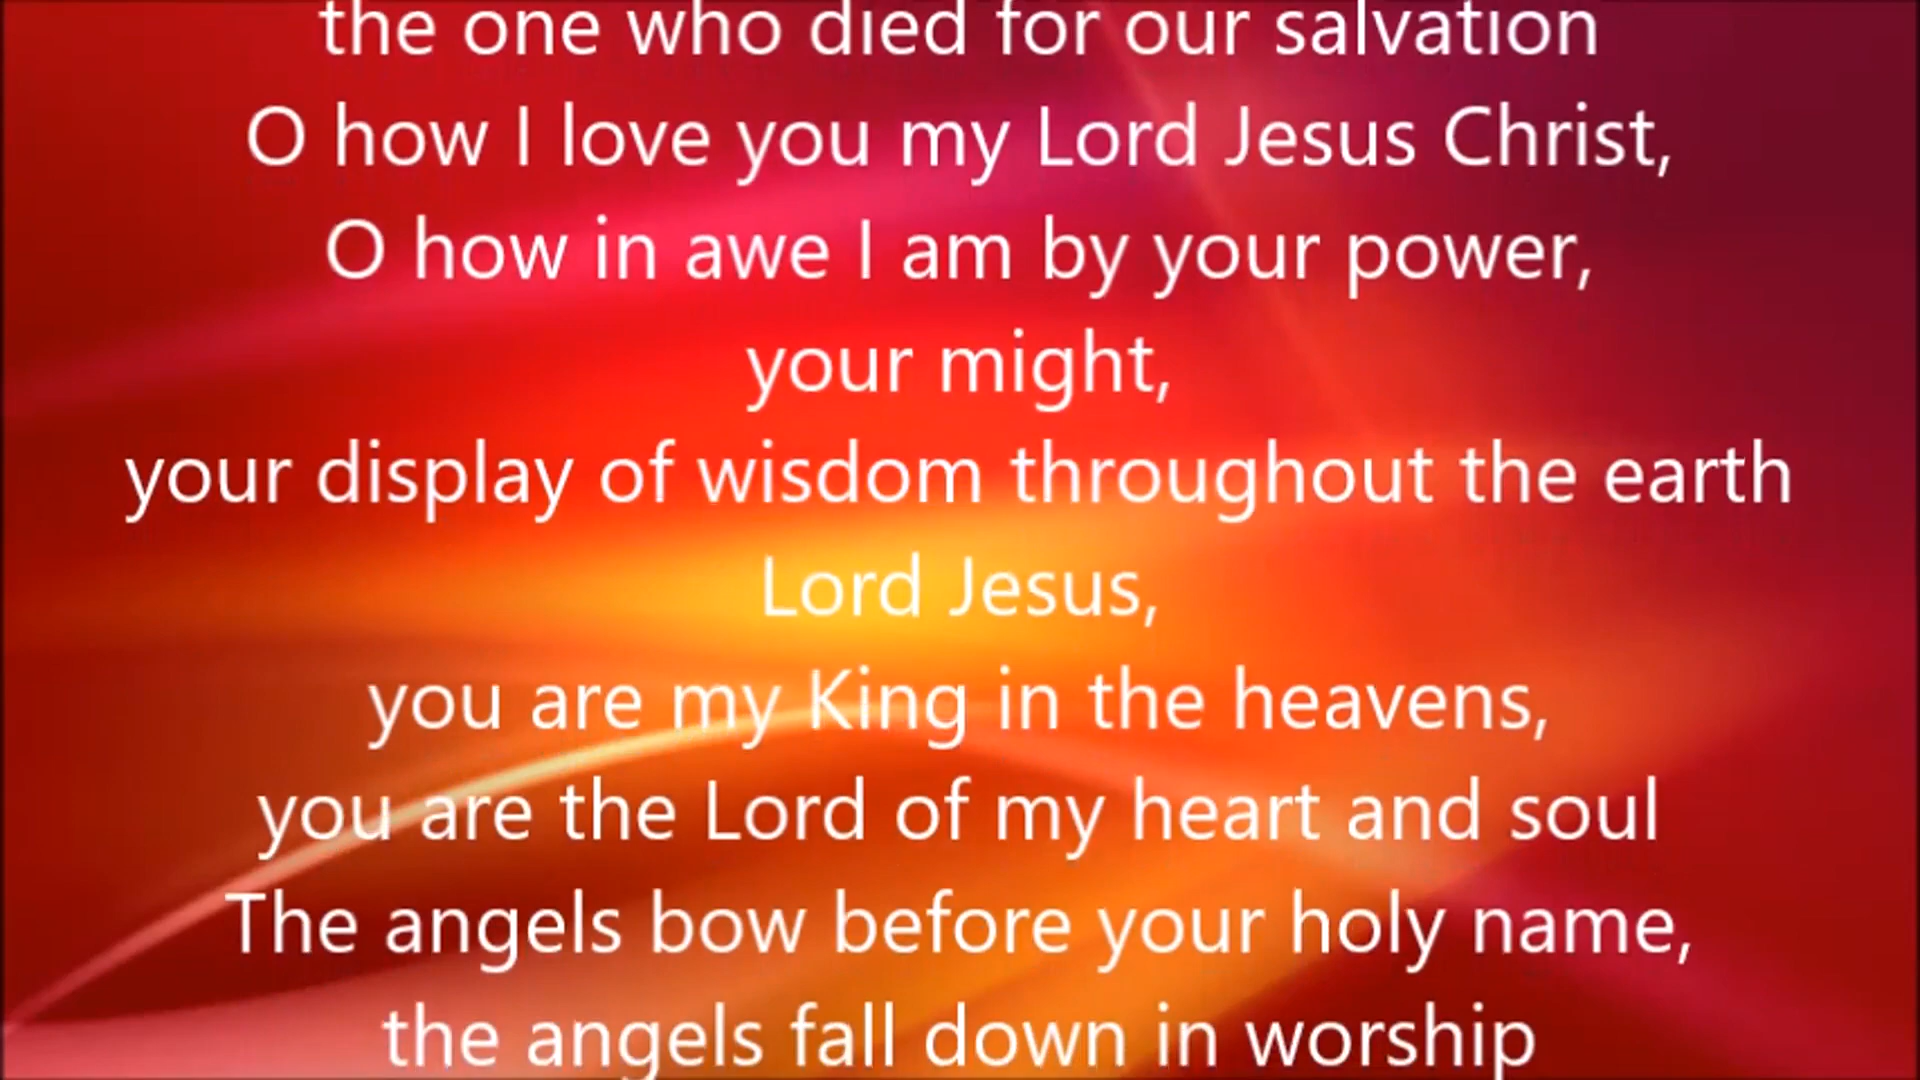 the one who died for our salvation
O how I love you my Lord Jesus Christ,
O how in awe I am by your power,
your might,
your display of wisdom throughout the earth
Lord Jesus,
you are my King in the heavens,
you are the Lord of my heart and soul
The angels bow before your holy name,
the angels fall down in worship